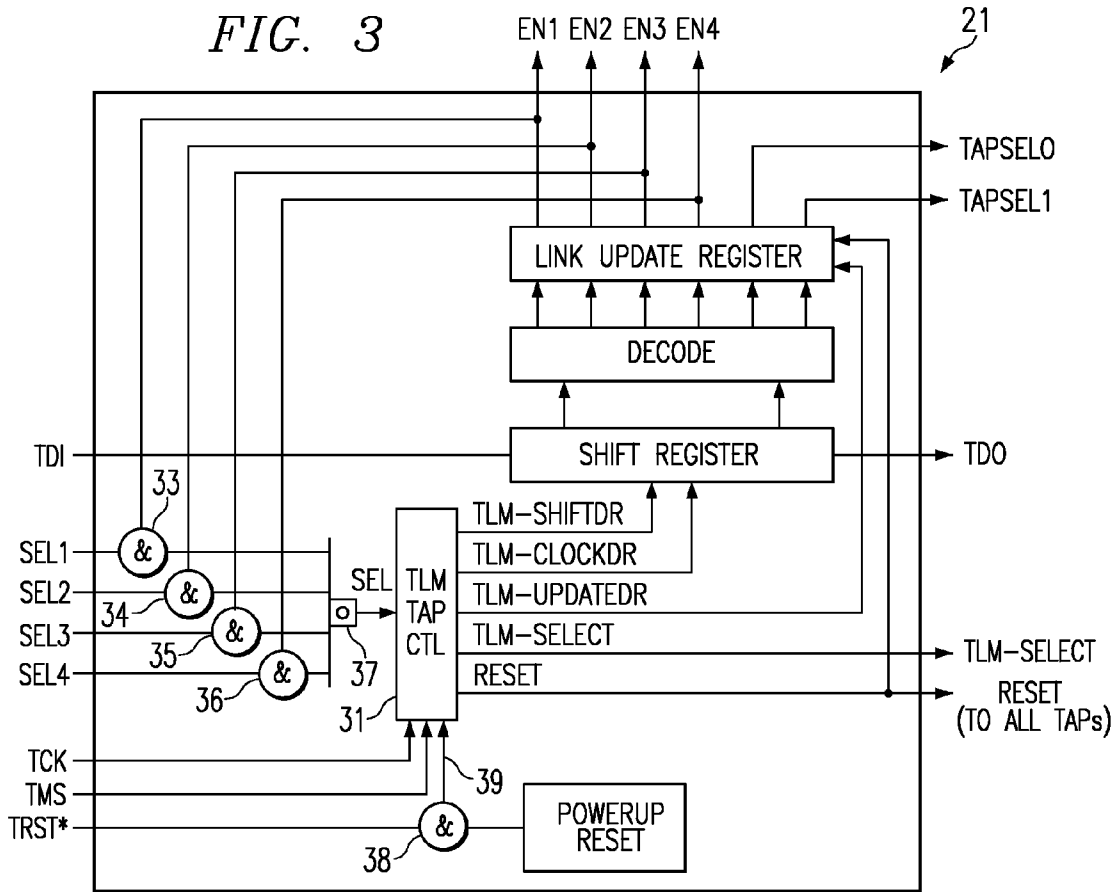 FIG. 3
EN1 EN2 EN3 EN4
21
TAPSEL0
TAPSEL1
LINK UPDATE REGISTER
DECODE
TDI
SHIFT REGISTER
TDO
33
SEL1
&
TLM-SHIFTDR
SEL2
&
34
SEL
TLM
TAP
CTL
TLM-CLOCKDR
TLM-UPDATEDR
SEL3
&
35
O
37
TLM-SELECT
TLM-SELECT
SEL4
&
36
31
RESET
RESET
(TO ALL TAPs)
TCK
39
TMS
TRST*
&
38
POWERUP
RESET